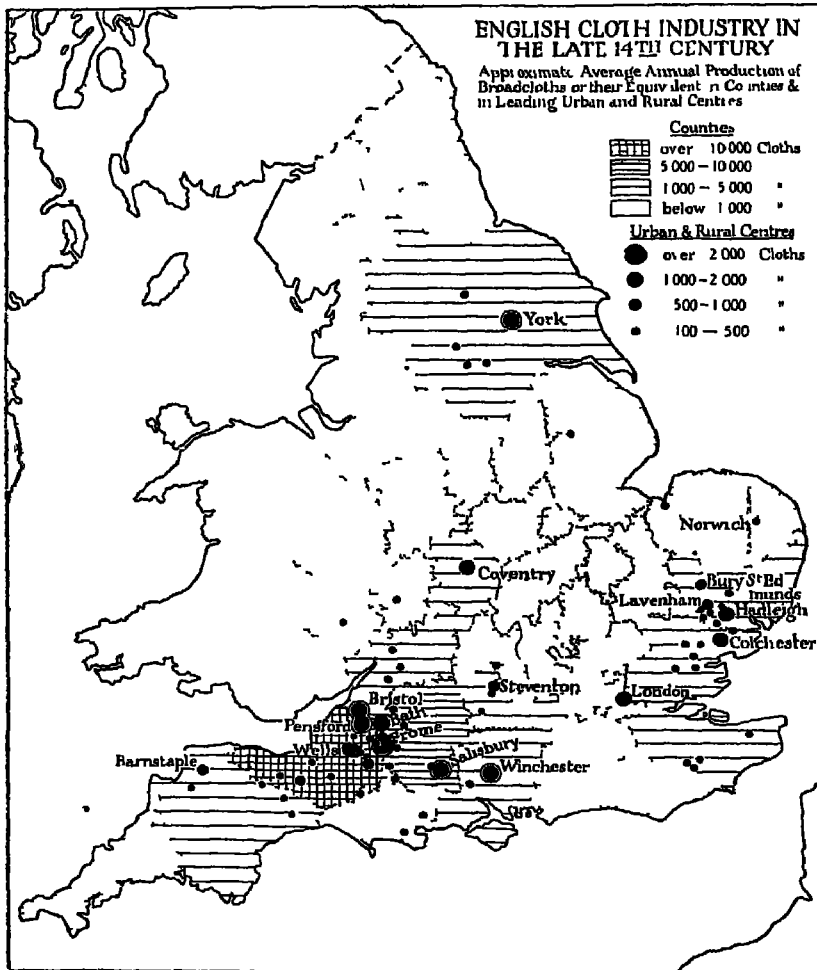 ENGLISH CLOTH INDUSTRY IN
THE LATE 14TH CENTURY
Approximate Average Annual Production of
Broadcloths or their Equivalent in Counties &
in Leading Urban and Rural Centres
Counties
over 10 000 Cloths
5 000 – 10 000
1 000 – 5 000 "
below 1 000 "
Urban & Rural Centres
over 2 000 Cloths
1 000 – 2 000 "
500 – 1 000 "
100 – 500 "
York
Norwich
Coventry
Bury St Ed
munds
Lavenham
Hadleigh
Colchester
Steventon
London
Bristol
Bath
Pensford
Frome
Wells
Salisbury
Barnstaple
Winchester